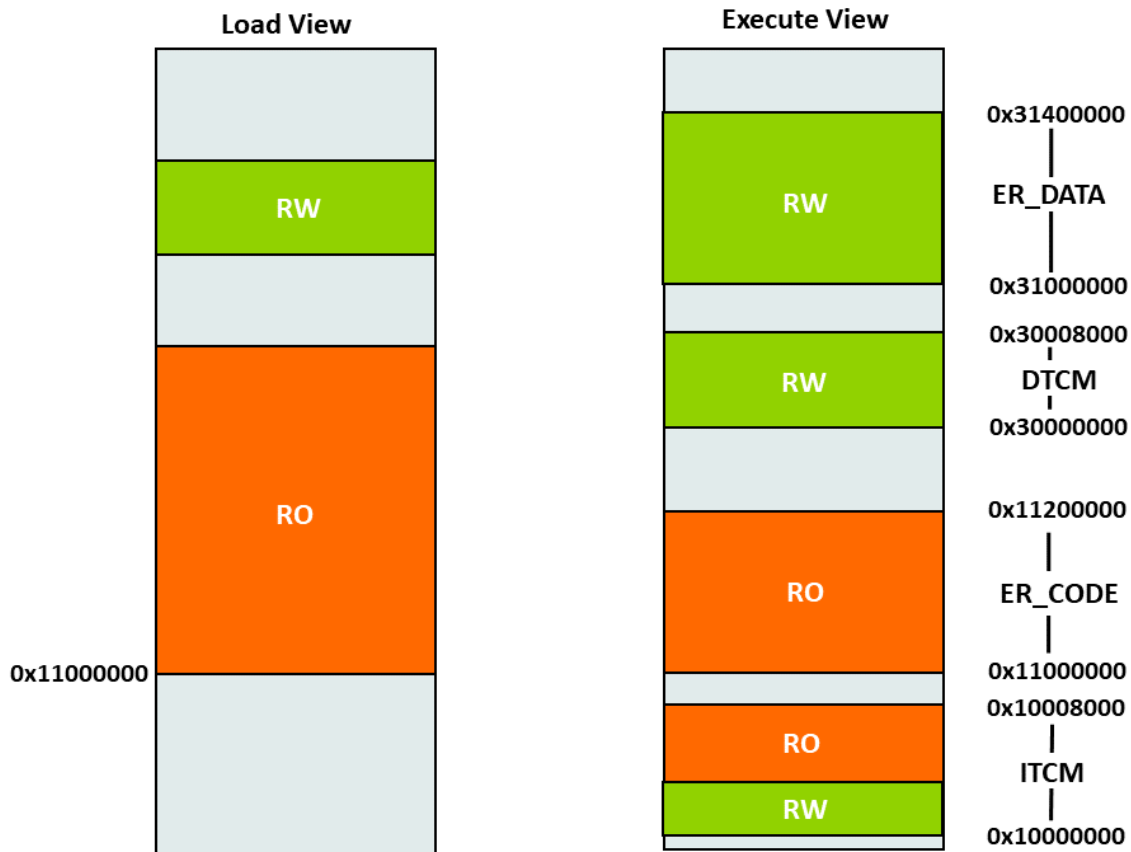 Load View
RW
RO
0x11000000
Execute View
RW
RW
RO
RO
RW
0x31400000
ER_DATA
0x31000000
0x30008000
DTCM
0x30000000
0x11200000
ER_CODE
0x11000000
0x10008000
ITCM
0x10000000